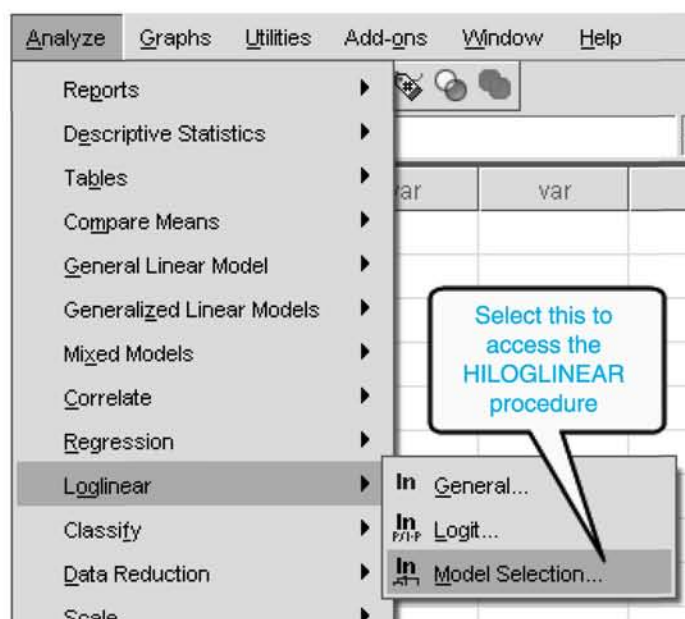 Analyze Graphs Utilities Add-ons Window Help
Reports
Descriptive Statistics
Tables
var var
Compare Means
General Linear Model
Generalized Linear Models
Mixed Models
Correlate
Regression
Loglinear
Classify
Data Reduction
Scale
Select this to
access the
HILOGLINEAR
procedure
ln General...
ln P/1-P Logit...
ln Model Selection...